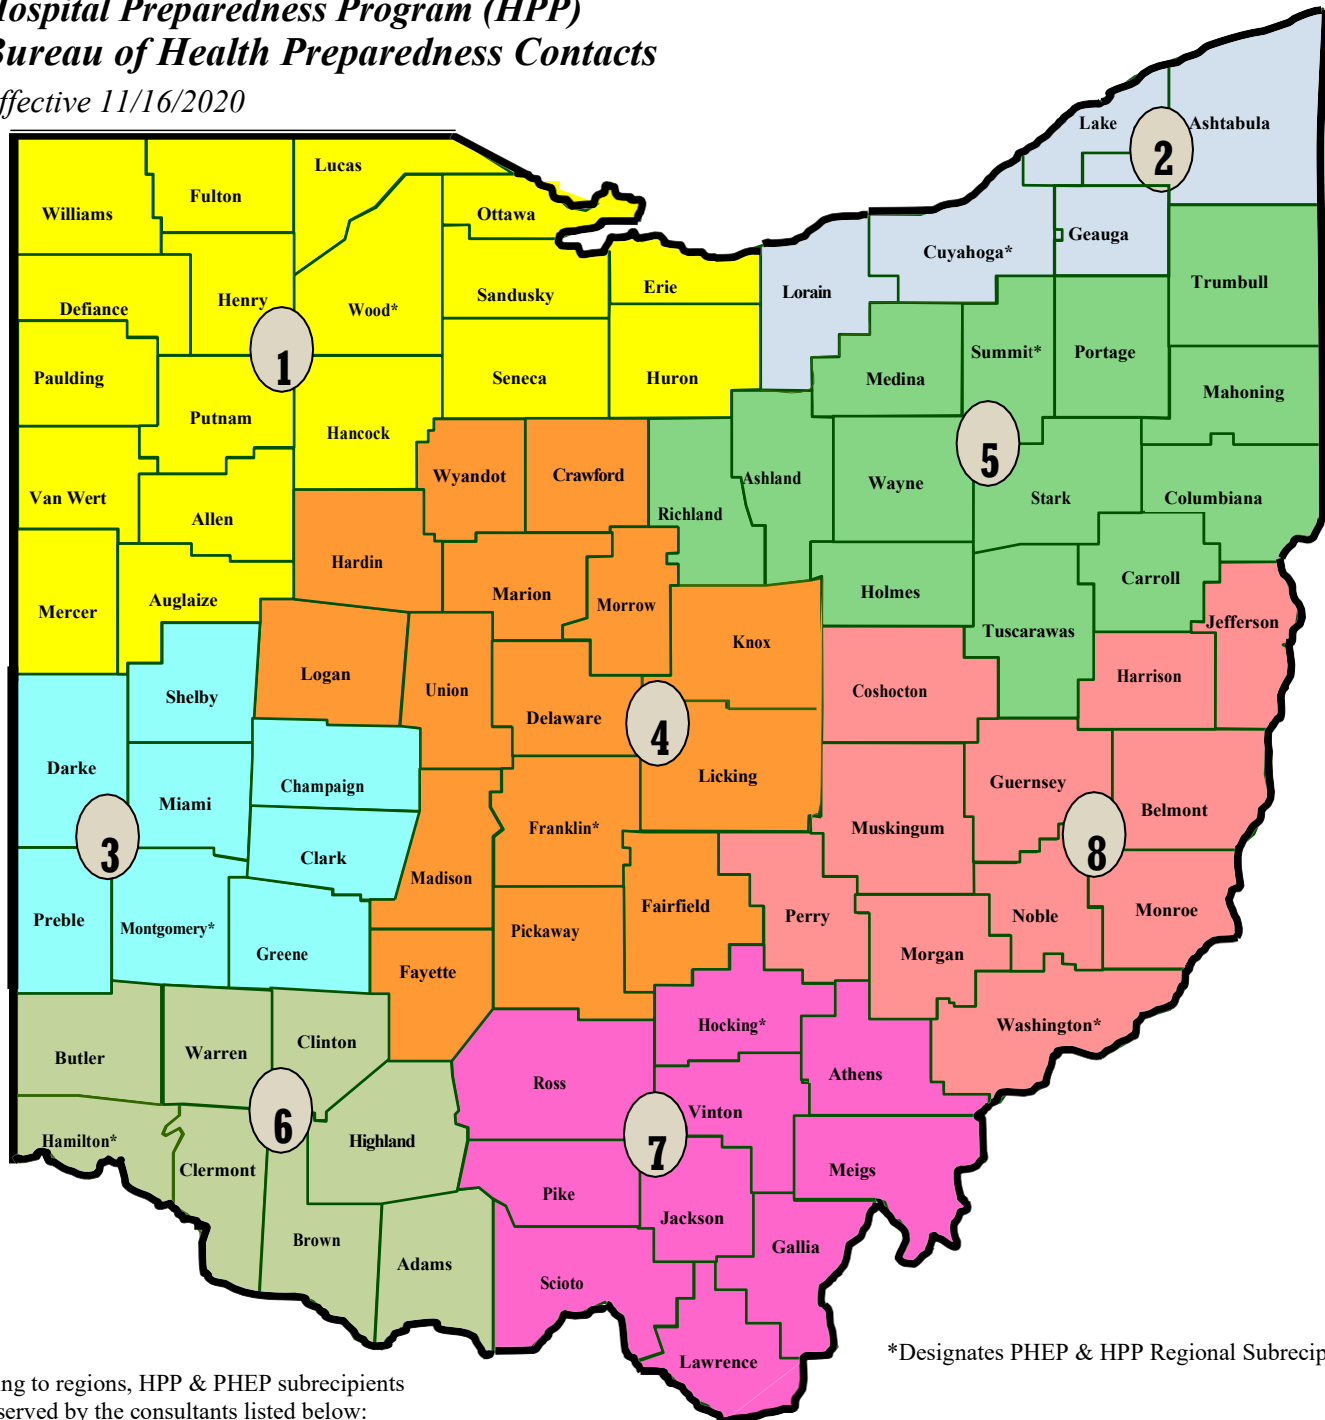 Hospital Preparedness Program (HPP)
Bureau of Health Preparedness Contacts
ffective 11/16/2020
Lake
Ashtabula
2
Lucas
Fulton
Williams
Ottawa
Geauga
Cuyahoga*
Trumbull
Lorain
Erie
Sandusky
Henry
Wood*
Defiance
1
Summit*
Portage
Medina
Mahoning
Paulding
Seneca
Huron
Putnam
Hancock
5
Wyandot
Crawford
Ashland
Wayne
Stark
Columbiana
Van Wert
Allen
Richland
Hardin
Carroll
Holmes
Marion
Morrow
Mercer
Auglaize
Jefferson
Tuscarawas
Knox
Logan
Union
Harrison
Coshocton
Shelby
Delaware
4
Darke
Licking
Guernsey
Champaign
Miami
Belmont
Franklin*
Muskingum
3
Clark
8
Madison
Fairfield
Perry
Noble
Monroe
Preble
Montgomery*
Pickaway
Greene
Morgan
Fayette
Hocking*
Washington*
Clinton
Warren
Butler
Athens
Ross
Vinton
6
7
Hamilton*
Highland
Clermont
Meigs
Pike
Jackson
Brown
Gallia
Adams
Scioto
Lawrence
*Designates PHEP & HPP Regional Subrecip
ng to regions, HPP & PHEP subrecipients
served by the consultants listed below: